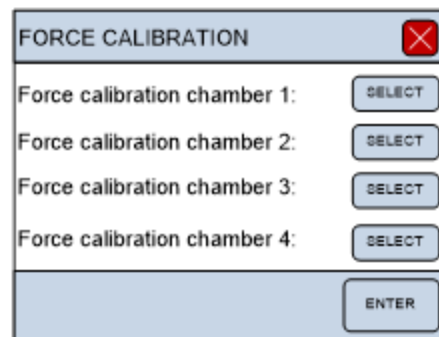 FORCE CALIBRATION
Force calibration chamber 1: SELECT
Force calibration chamber 2: SELECT
Force calibration chamber 3: SELECT
Force calibration chamber 4: SELECT
ENTER